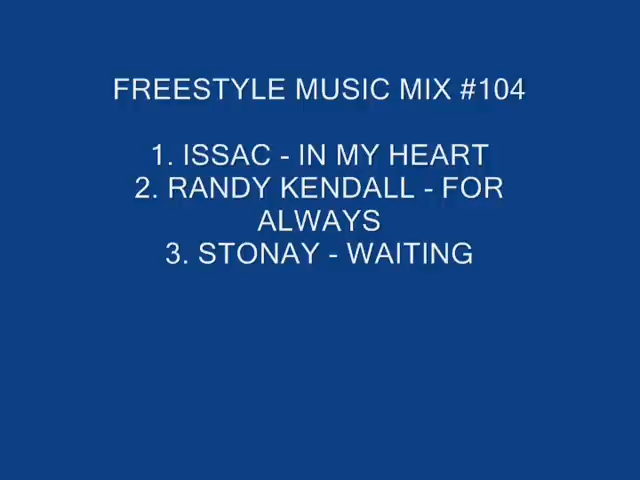 FREESTYLE MUSIC MIX #104
1. ISSAC - IN MY HEART
2. RANDY KENDALL - FOR
ALWAYS
3. STONAY - WAITING